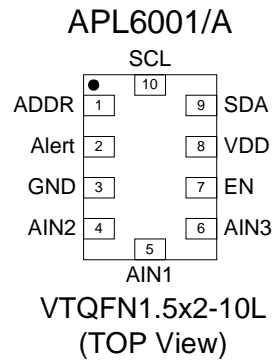 APL6001/A
SCL
10
ADDR 1 9 SDA
Alert 2 8 VDD
GND 3 7 EN
AIN2 4 6 AIN3
5
AIN1
VTQFN1.5x2-10L
(TOP View)